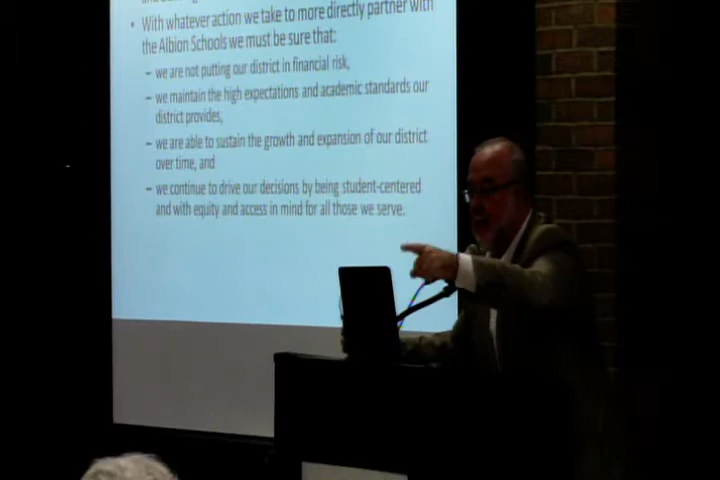 • With whatever action we take to more directly partner with
the Albion Schools we must be sure that:
– we are not putting our district in financial risk,
– we maintain the high expectations and academic standards our
district provides,
– we are able to sustain the growth and expansion of our district
over time, and
– we continue to drive our decisions by being student-centered
and with equity and access in mind for all those we serve.